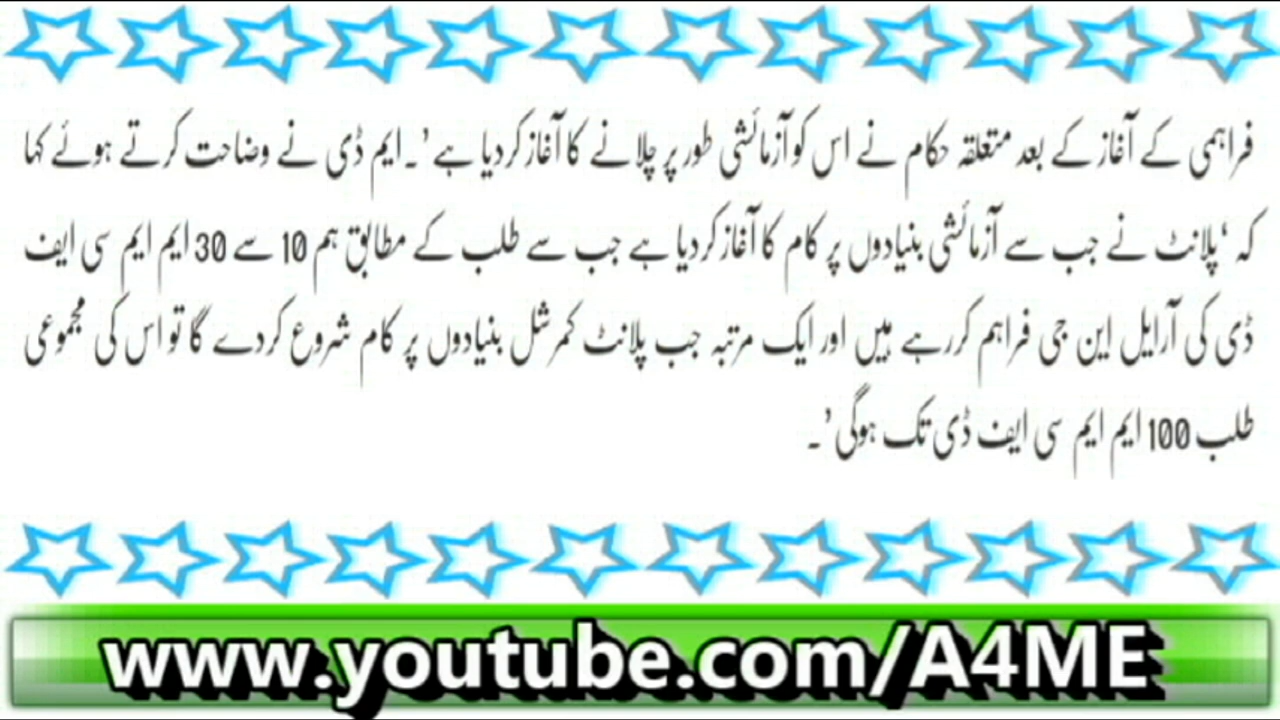 فراہمی کے آغاز کے بعد متعلقہ حکام نے اس کو آزمائشی طور پر چلانے کا آغاز کردیا ہے’۔ایم ڈی نے وضاحت کرتے ہوئے کہا
کہ ‘پلانٹ نے جب سے آزمائشی بنیادوں پر کام کا آغاز کردیا ہے جب سے طلب کے مطابق ہم 10 سے 30 ایم ایم سی ایف
ڈی کی آرایل این جی فراہم کررہے ہیں اور ایک مرتبہ جب پلانٹ کمرشل بنیادوں پر کام شروع کردے گا تو اس کی مجموعی
طلب 100 ایم ایم سی ایف ڈی تک ہوگی’۔
www.youtube.com/A4ME